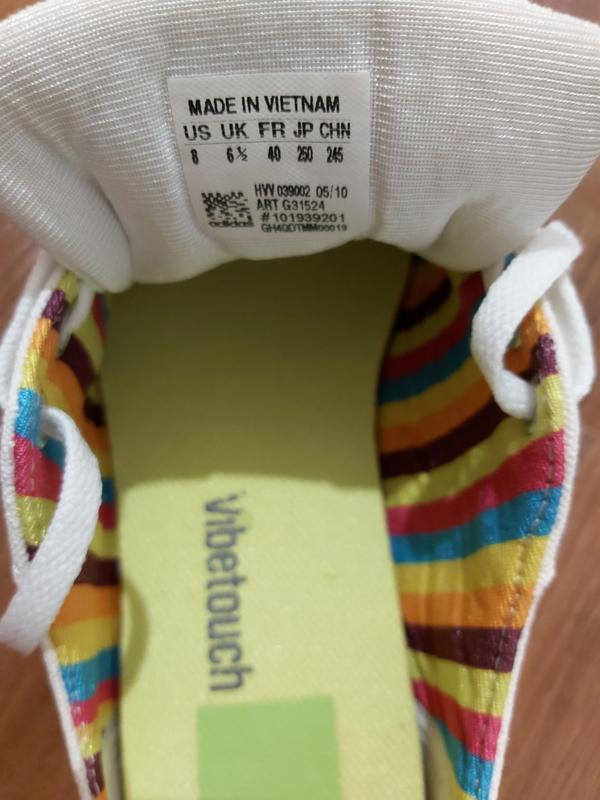 MADE IN VIETNAM
US UK FR JP CHN
8 6½ 40 250 245
HVV 039002 05/10
ART G31524
#101939201
adidas GH4QDTMM00019
vibetouch